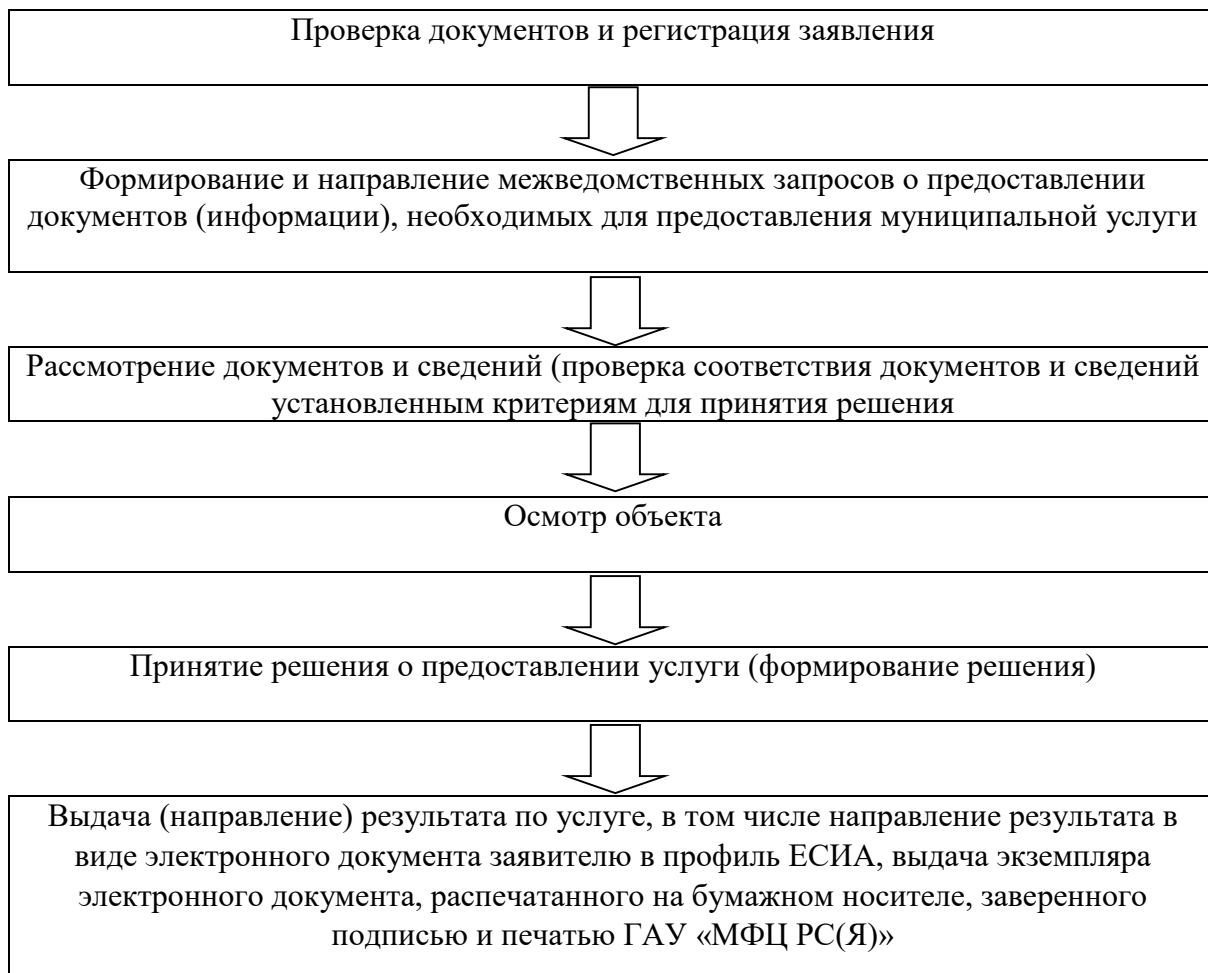 Проверка документов и регистрация заявления
Формирование и направление межведомственных запросов о предоставлении
документов (информации), необходимых для предоставления муниципальной услуги
Рассмотрение документов и сведений (проверка соответствия документов и сведений
установленным критериям для принятия решения
Осмотр объекта
Принятие решения о предоставлении услуги (формирование решения)
Выдача (направление) результата по услуге, в том числе направление результата в
виде электронного документа заявителю в профиль ЕСИА, выдача экземпляра
электронного документа, распечатанного на бумажном носителе, заверенного
подписью и печатью ГАУ «МФЦ РС(Я)»